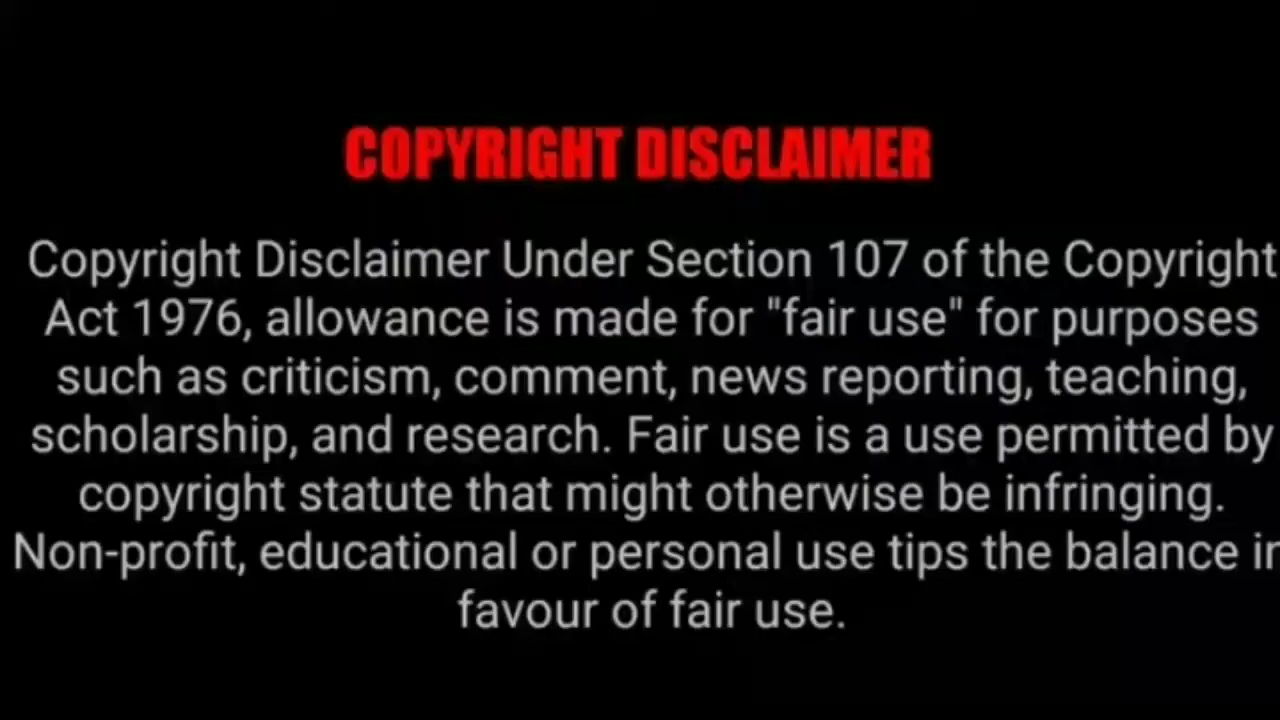 COPYRIGHT DISCLAIMER
Copyright Disclaimer Under Section 107 of the Copyright
Act 1976, allowance is made for "fair use" for purposes
such as criticism, comment, news reporting, teaching,
scholarship, and research. Fair use is a use permitted by
copyright statute that might otherwise be infringing.
Non-profit, educational or personal use tips the balance in
favour of fair use.